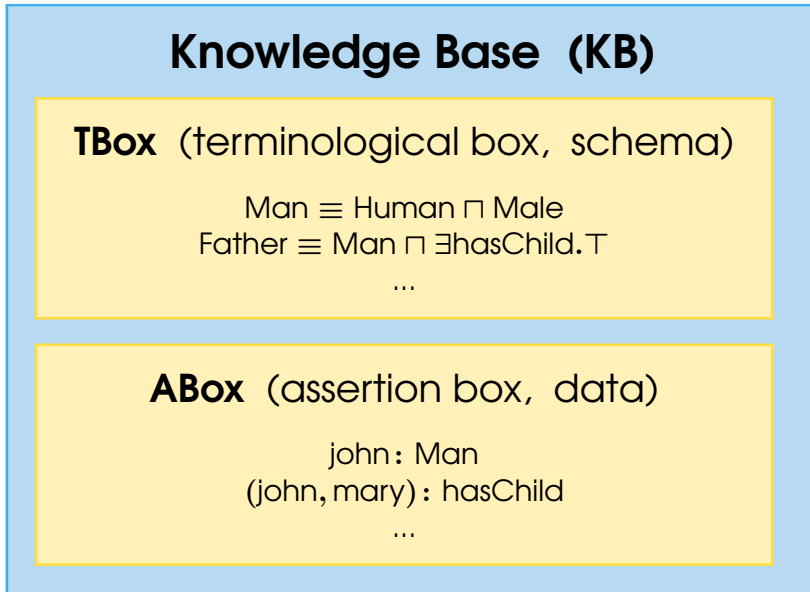 Knowledge Base (KB)
TBox (terminological box, schema)
Man ≡ Human ⊓ Male
Father ≡ Man ⊓ ∃hasChild.⊤
...
ABox (assertion box, data)
john: Man
(john, mary): hasChild
...